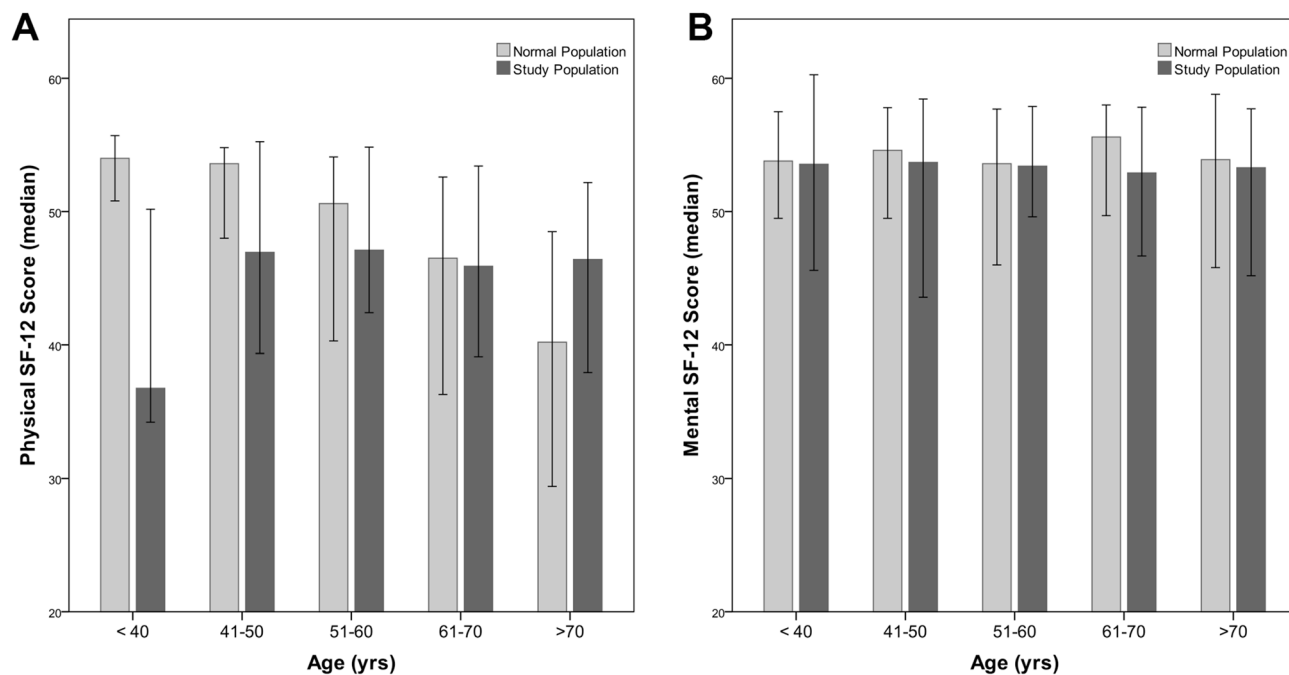 A
Normal Population
Study Population
60
50
40
30
20
Physical SF-12 Score (median)
< 40
41-50
51-60
61-70
>70
Age (yrs)
B
Normal Population
Study Population
60
50
40
30
20
Mental SF-12 Score (median)
< 40
41-50
51-60
61-70
>70
Age (yrs)